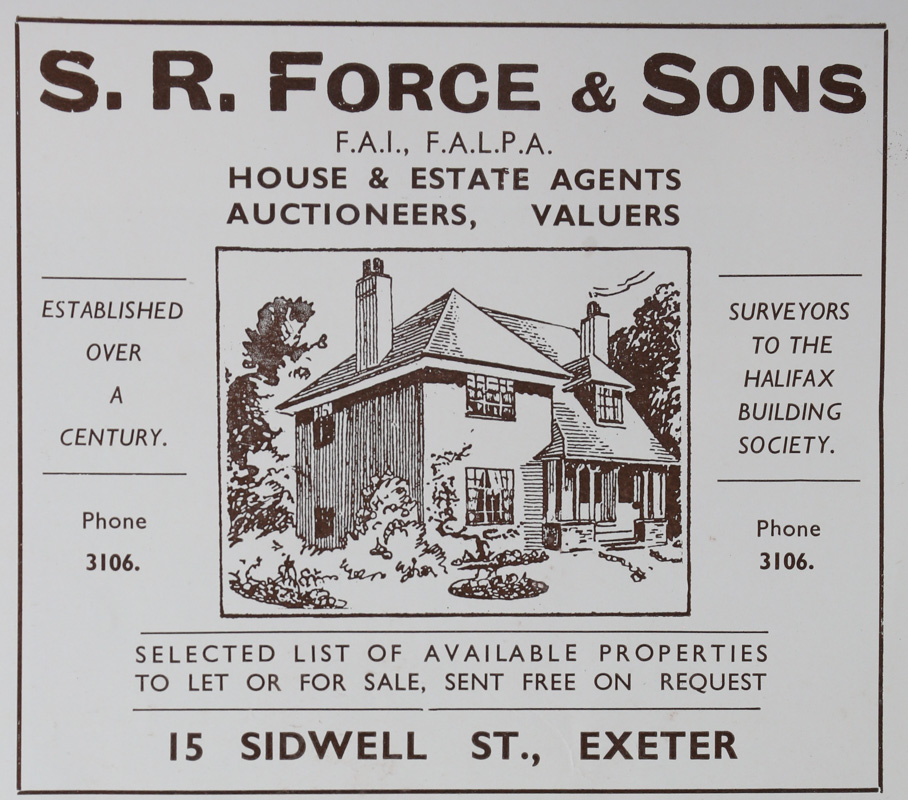 S. R. FORCE & SONS
F.A.I., F.A.L.P.A.
HOUSE & ESTATE AGENTS
AUCTIONEERS, VALUERS
ESTABLISHED
OVER
A
CENTURY.
Phone
3106.
SURVEYORS
TO THE
HALIFAX
BUILDING
SOCIETY.
Phone
3106.
SELECTED LIST OF AVAILABLE PROPERTIES
TO LET OR FOR SALE, SENT FREE ON REQUEST
15 SIDWELL ST., EXETER